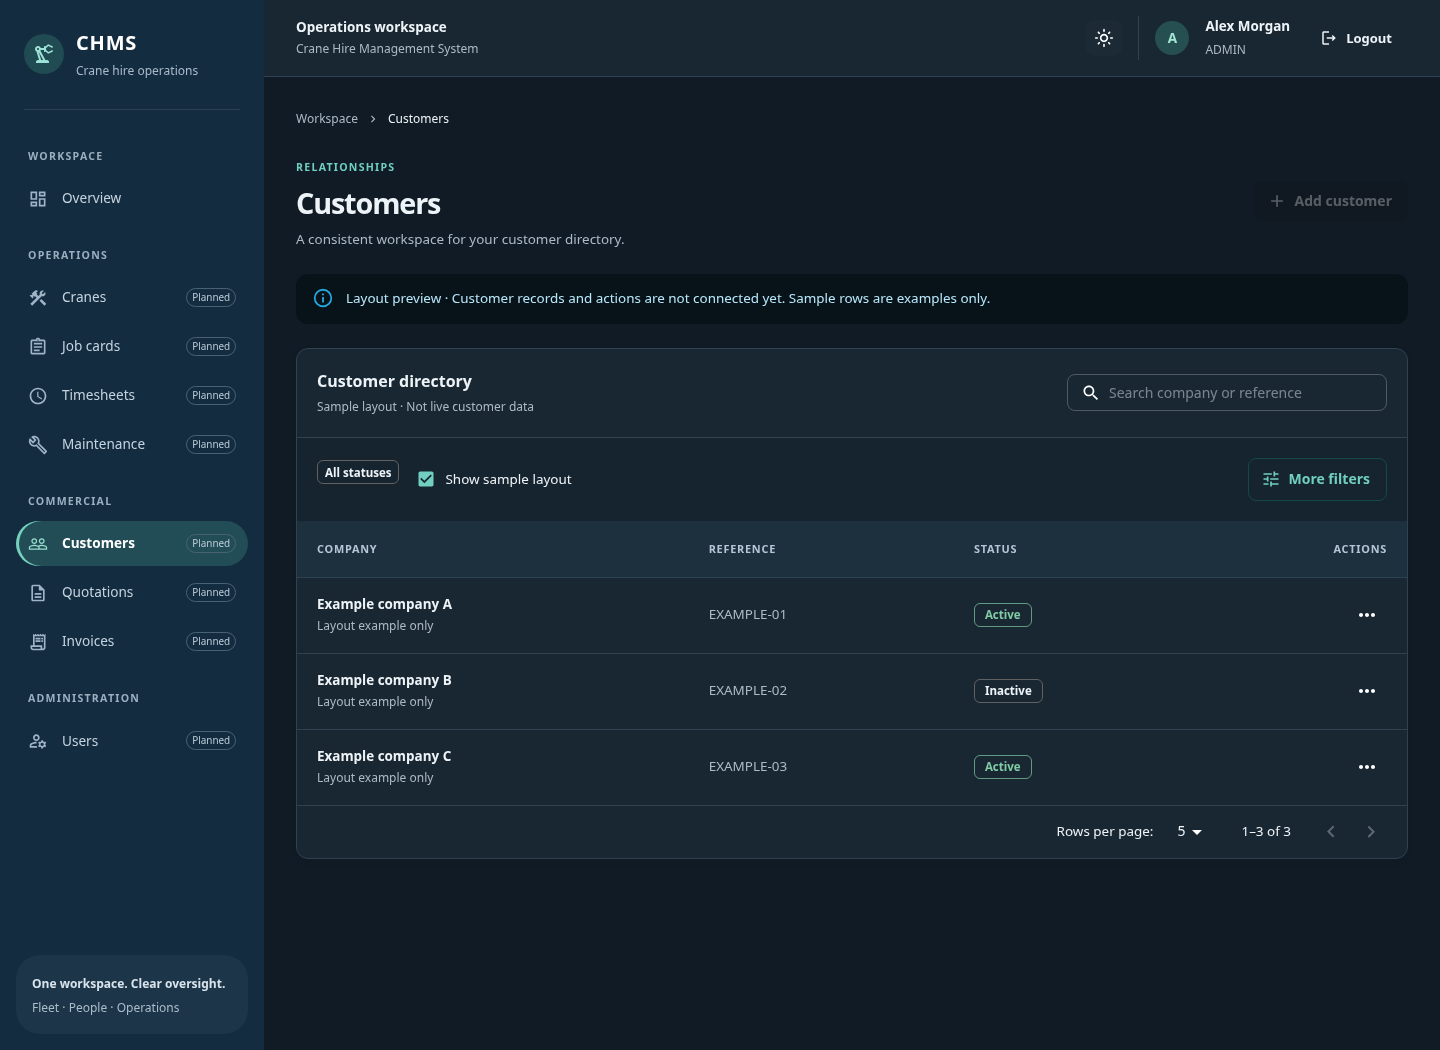 CHMS
Crane hire operations
WORKSPACE
Overview
OPERATIONS
Cranes Planned
Job cards Planned
Timesheets Planned
Maintenance Planned
COMMERCIAL
Customers Planned
Quotations Planned
Invoices Planned
ADMINISTRATION
Users Planned
One workspace. Clear oversight.
Fleet · People · Operations
Operations workspace
Crane Hire Management System
A
Alex Morgan
ADMIN
Logout
Workspace > Customers
RELATIONSHIPS
Customers
A consistent workspace for your customer directory.
+ Add customer
Layout preview · Customer records and actions are not connected yet. Sample rows are examples only.
Customer directory
Sample layout · Not live customer data
Search company or reference
All statuses
Show sample layout
More filters
COMPANY REFERENCE STATUS ACTIONS
Example company A
Layout example only
EXAMPLE-01 Active
Example company B
Layout example only
EXAMPLE-02 Inactive
Example company C
Layout example only
EXAMPLE-03 Active
Rows per page: 5 1–3 of 3